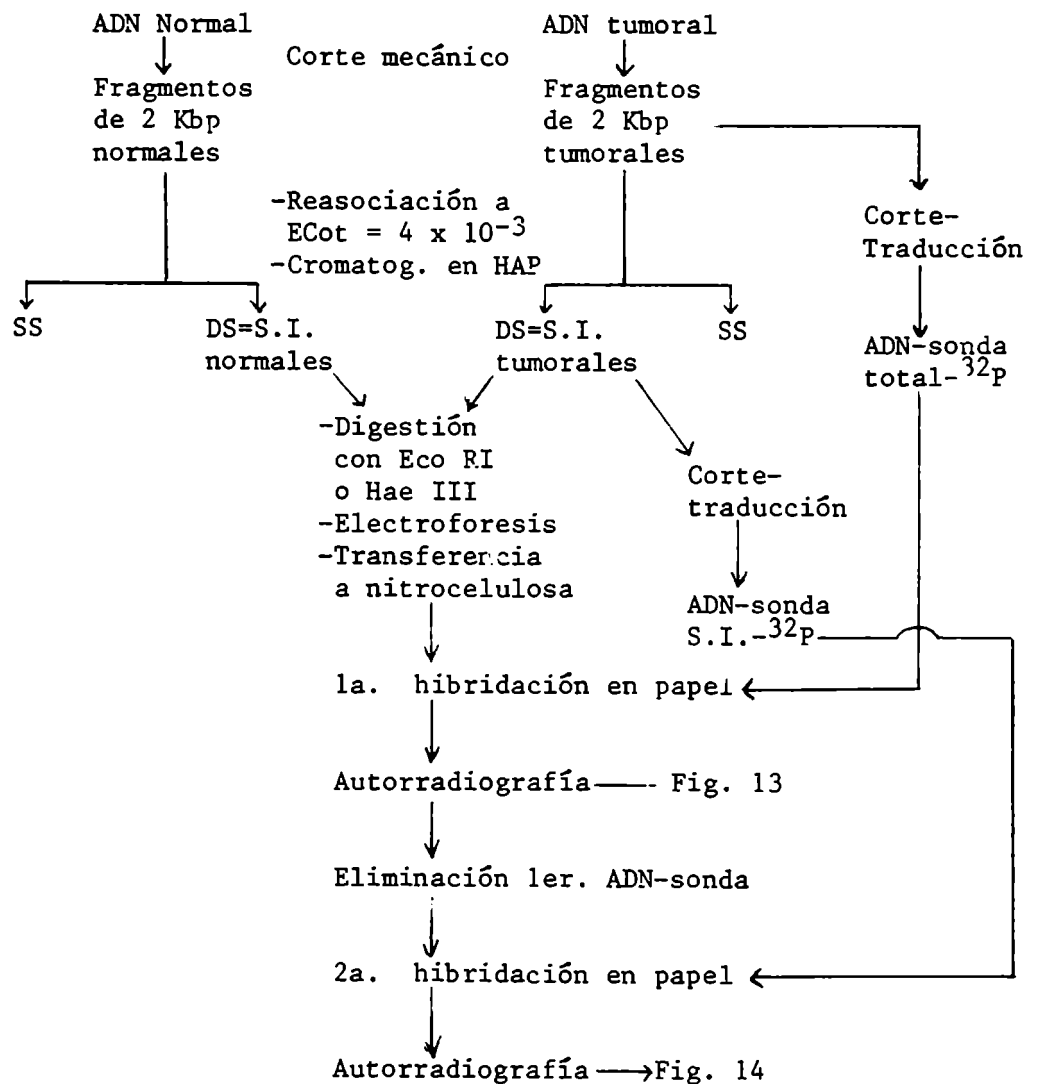 ADN Normal
ADN tumoral
Corte mecánico
Fragmentos
de 2 Kbp
normales
Fragmentos
de 2 Kbp
tumorales
-Reasociación a
ECot = 4 x 10-3
-Cromatog. en HAP
Corte-
Traducción
SS
DS=S.I.
normales
DS=S.I.
tumorales
SS
ADN-sonda
total-32P
-Digestión
con Eco RI
o Hae III
-Electroforesis
-Transferencia
a nitrocelulosa
Corte-
traducción
ADN-sonda
S.I.-32P
1a. hibridación en papel
Autorradiografía — Fig. 13
Eliminación 1er. ADN-sonda
2a. hibridación en papel
Autorradiografía → Fig. 14